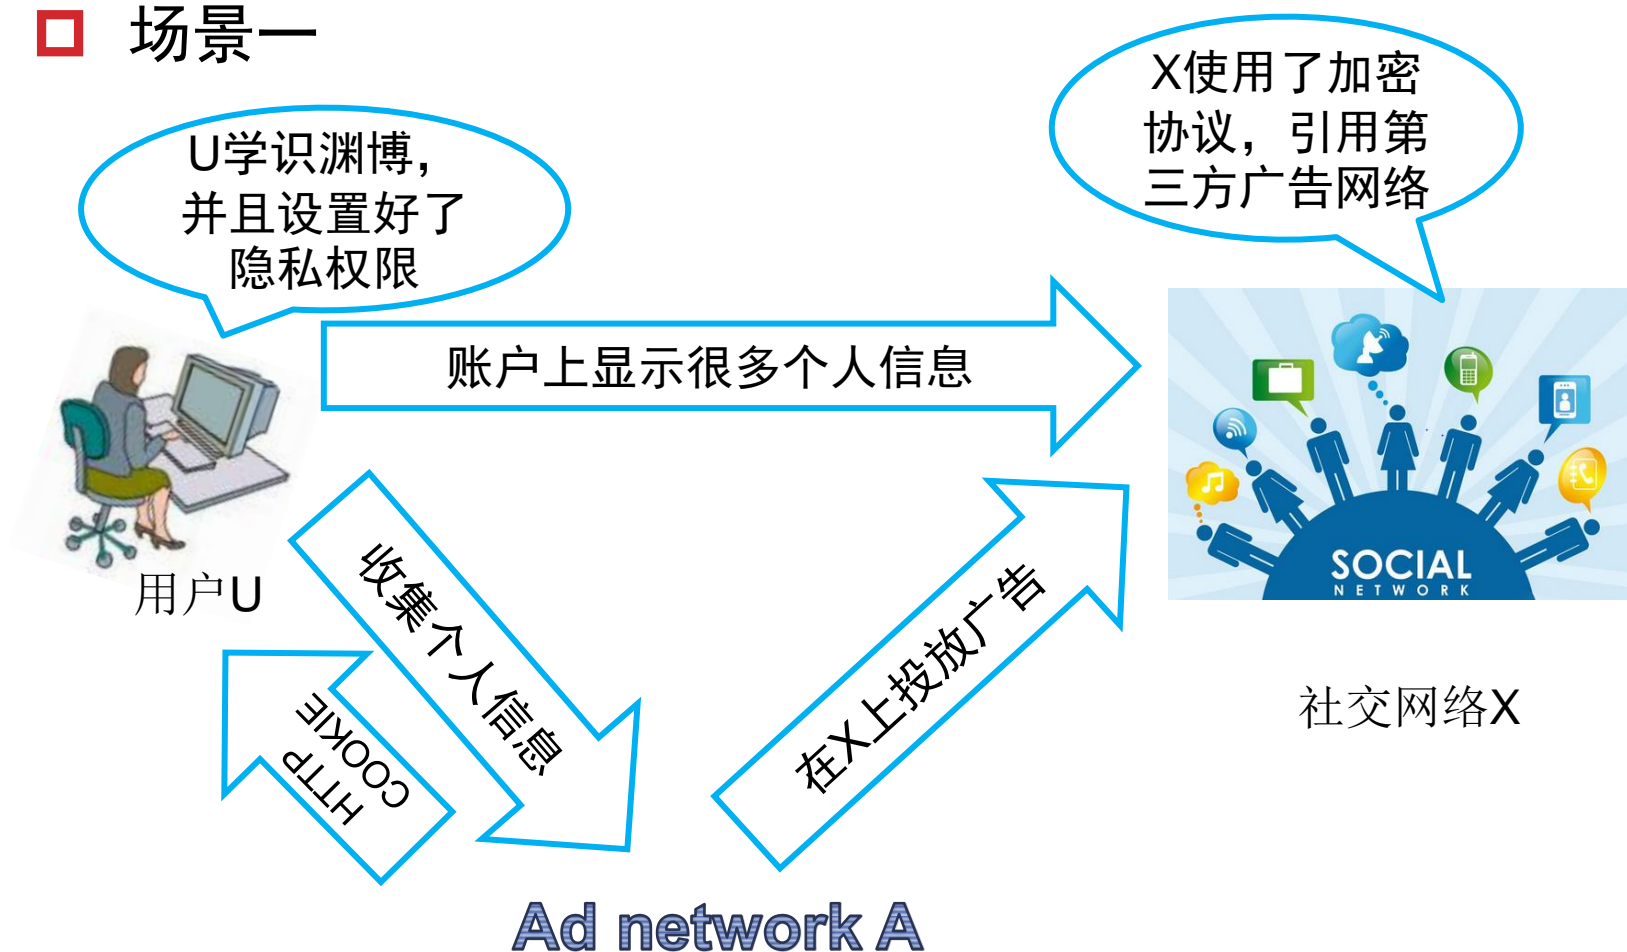 场景一
U学识渊博，
并且设置好了
隐私权限
X使用了加密
协议，引用第
三方广告网络
账户上显示很多个人信息
用户U
收集个人信息
HTTP
COOKIE
在X上投放广告
SOCIAL
NETWORK
社交网络X
Ad network A